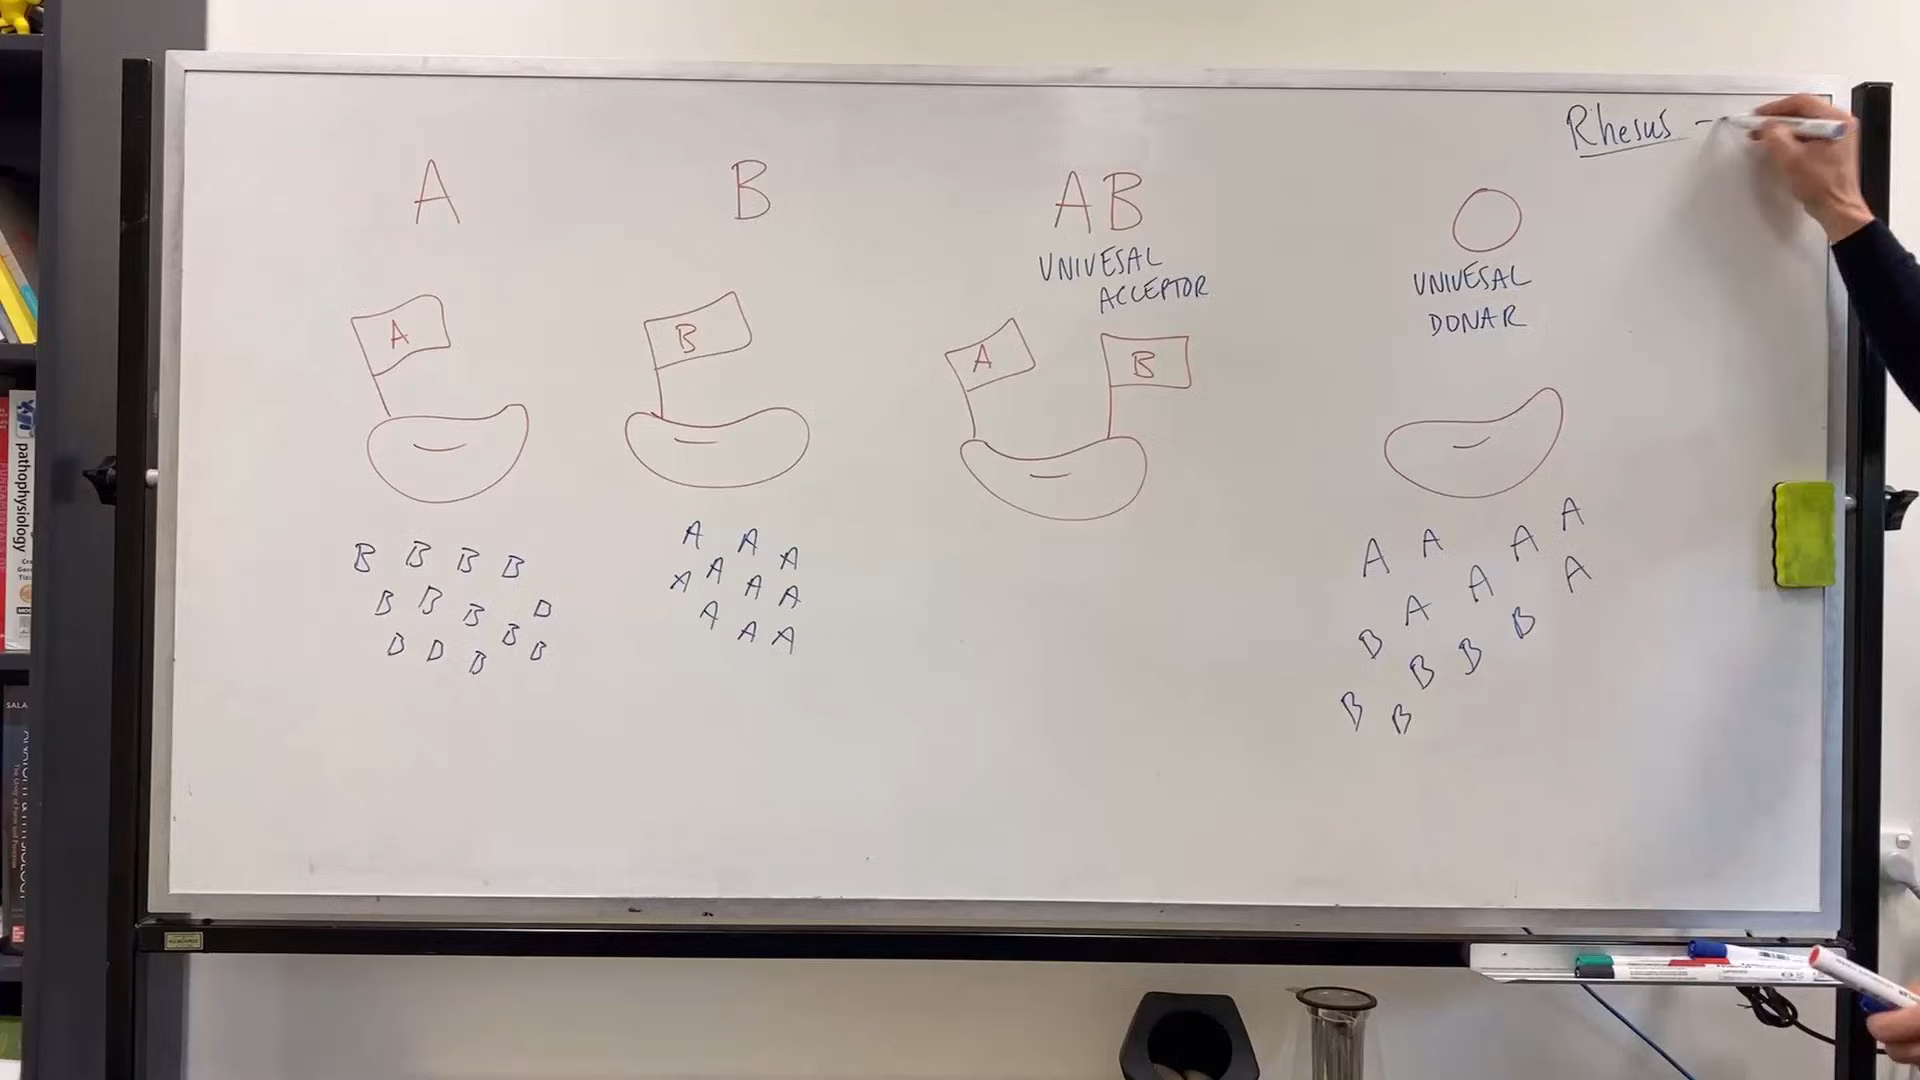 Rhesus -
A B AB O
UNIVESAL
ACCEPTOR
UNIVESAL
DONAR
A
B
A B
B B B B
B B B D
B D B B B
A A A
A A A A
A A A
A A A A
A A A
B B B B
B B
pathophysiology